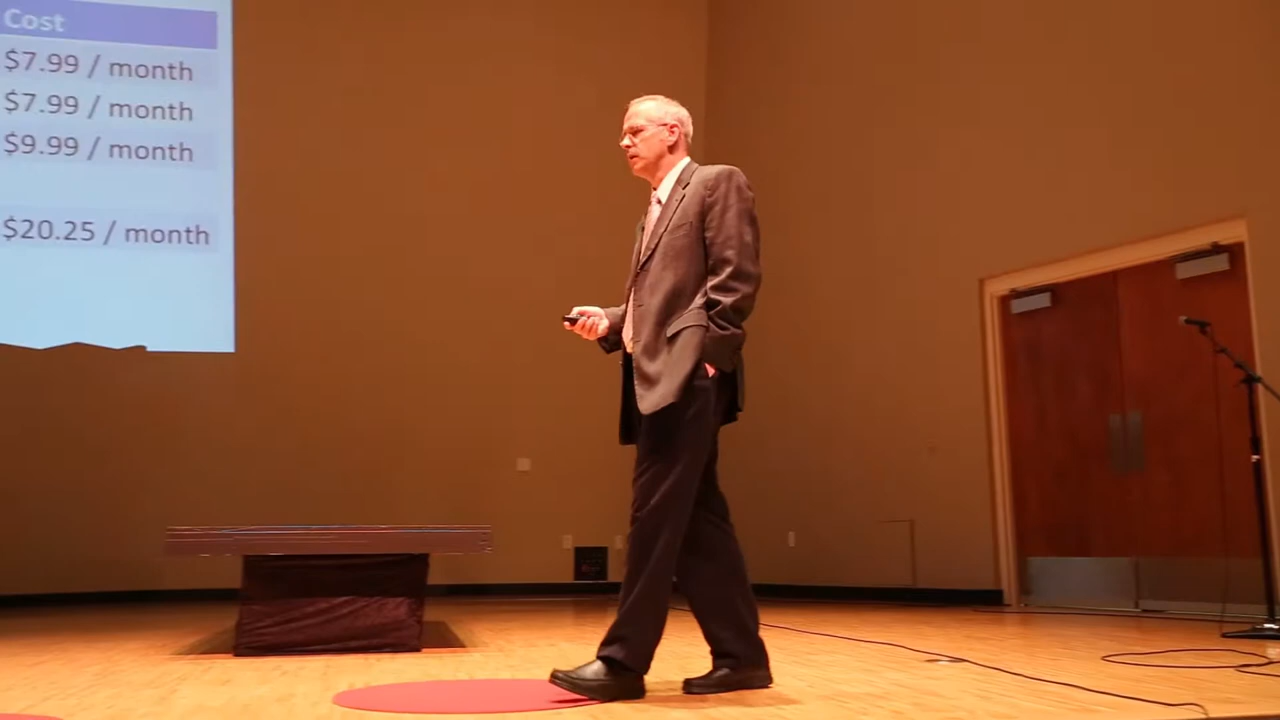 Cost
$7.99 / month
$7.99 / month
$9.99 / month
$20.25 / month